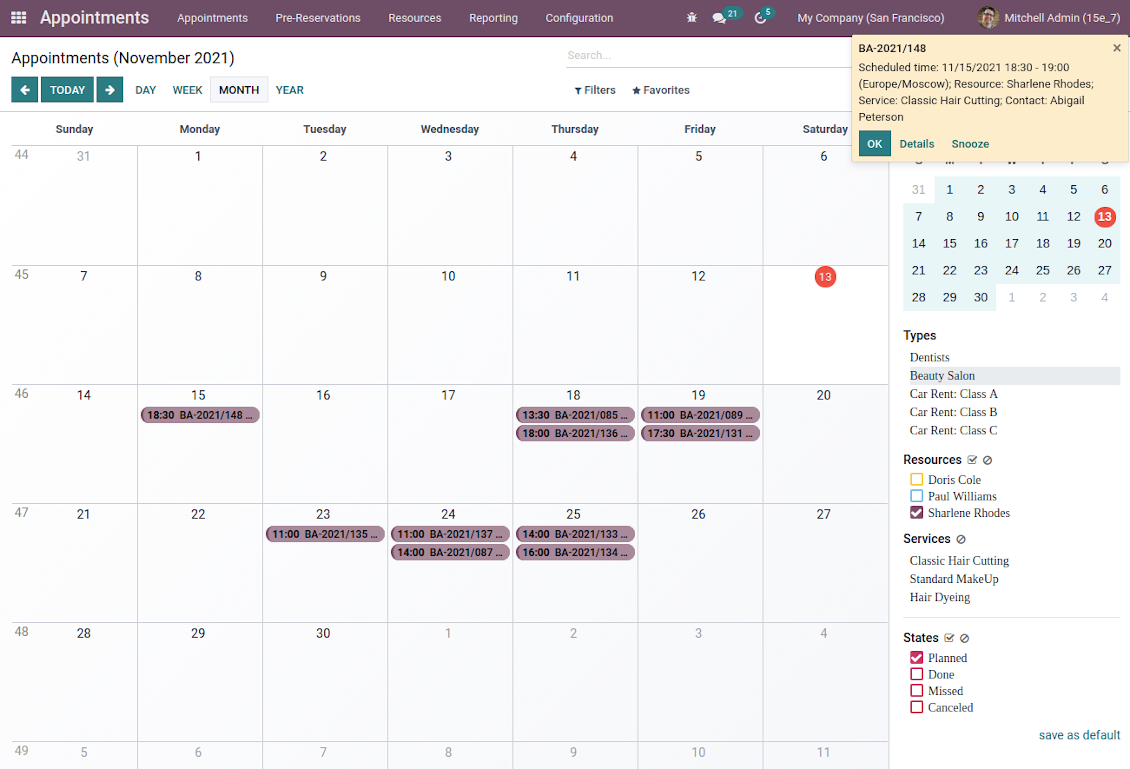 Appointments Appointments Pre-Reservations Resources Reporting Configuration 21 5 My Company (San Francisco) Mitchell Admin (15e_7)
Appointments (November 2021)
Search...
TODAY DAY WEEK MONTH YEAR
Filters Favorites
BA-2021/148 ×
Scheduled time: 11/15/2021 18:30 - 19:00
(Europe/Moscow); Resource: Sharlene Rhodes;
Service: Classic Hair Cutting; Contact: Abigail
Peterson
OK Details Snooze
Sunday Monday Tuesday Wednesday Thursday Friday Saturday
44 31 1 2 3 4 5 6
45 7 8 9 10 11 12 13
46 14 15 16 17 18 19 20
18:30 BA-2021/148 ... 13:30 BA-2021/085 ... 11:00 BA-2021/089 ...
18:00 BA-2021/136 ... 17:30 BA-2021/131 ...
47 21 22 23 24 25 26 27
11:00 BA-2021/135 ... 11:00 BA-2021/137 ... 14:00 BA-2021/133 ...
14:00 BA-2021/087 ... 16:00 BA-2021/134 ...
48 28 29 30 1 2 3 4
49 5 6 7 8 9 10 11
31 1 2 3 4 5 6
7 8 9 10 11 12 13
14 15 16 17 18 19 20
21 22 23 24 25 26 27
28 29 30 1 2 3 4
Types
Dentists
Beauty Salon
Car Rent: Class A
Car Rent: Class B
Car Rent: Class C
Resources
Doris Cole
Paul Williams
Sharlene Rhodes
Services
Classic Hair Cutting
Standard MakeUp
Hair Dyeing
States
Planned
Done
Missed
Canceled
save as default